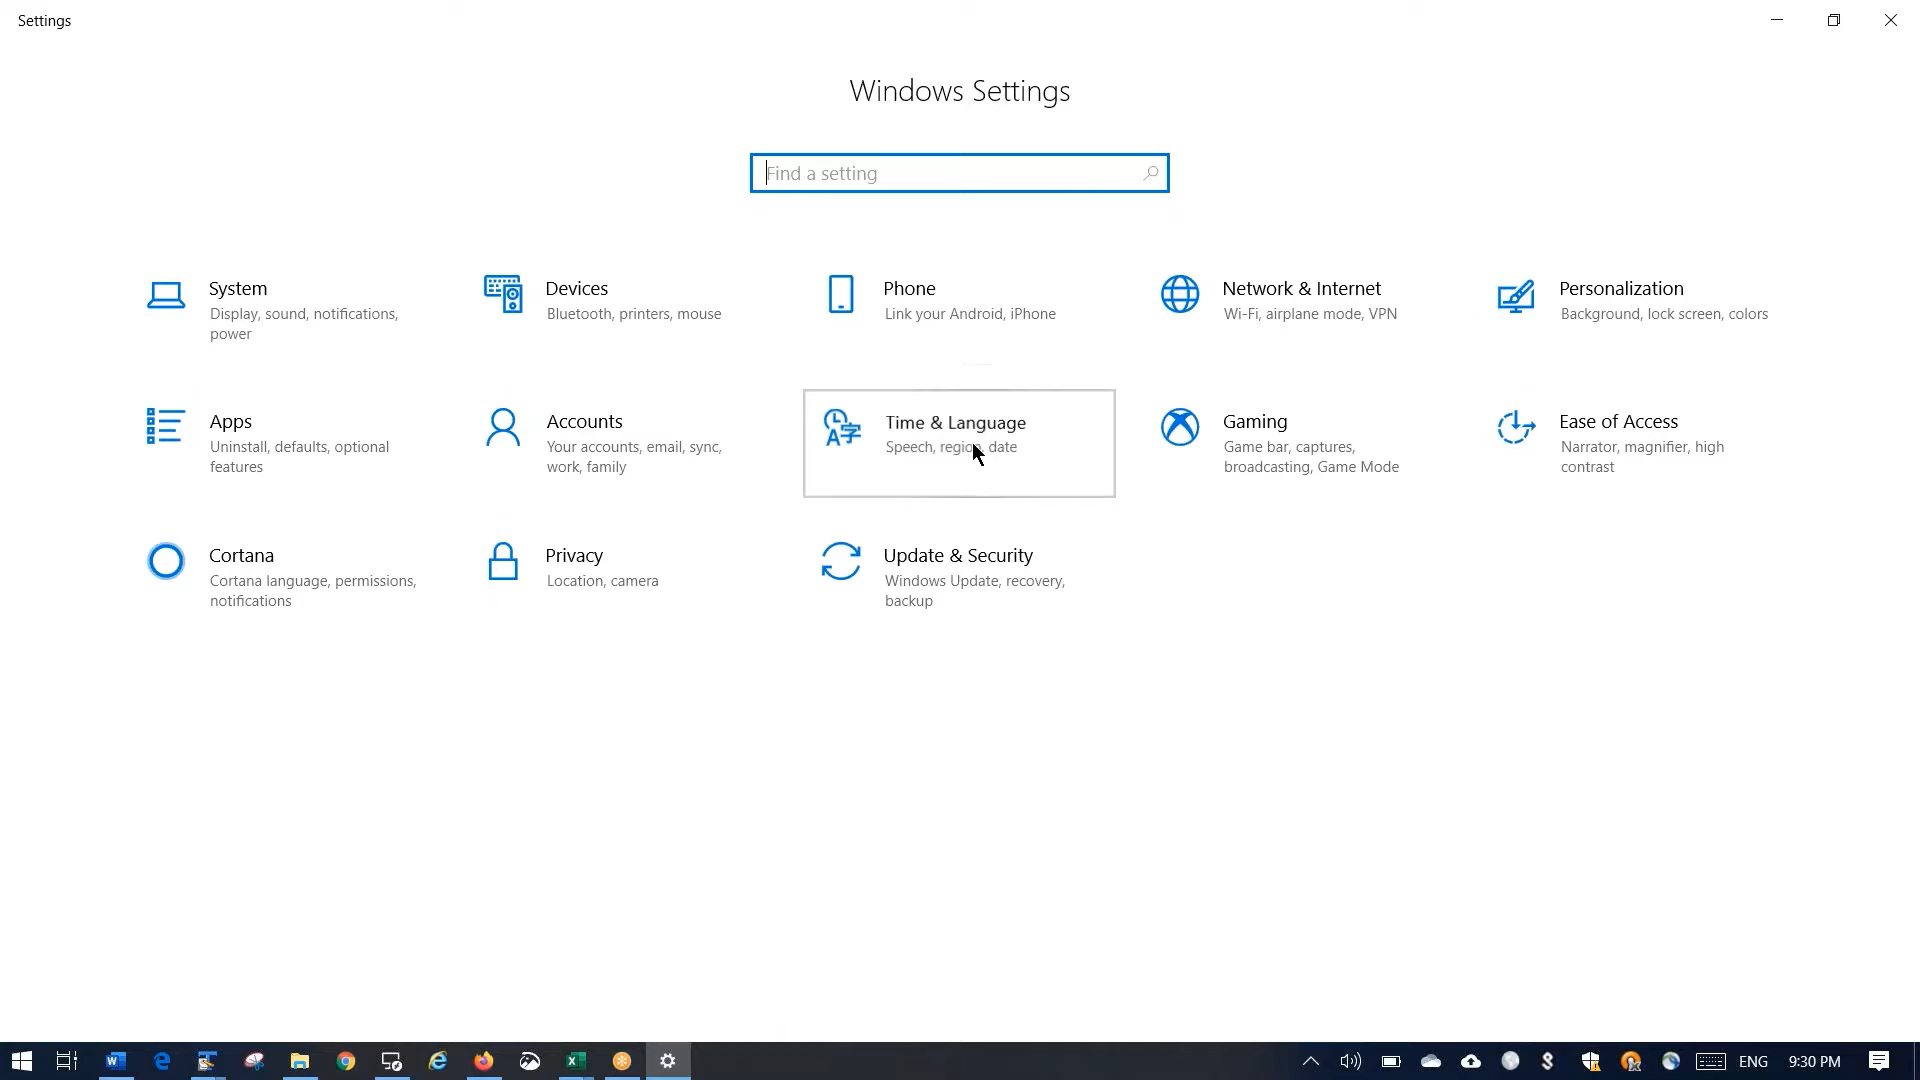 Settings
Windows Settings
Find a setting
System
Display, sound, notifications,
power
Devices
Bluetooth, printers, mouse
Phone
Link your Android, iPhone
Network & Internet
Wi-Fi, airplane mode, VPN
Personalization
Background, lock screen, colors
Apps
Uninstall, defaults, optional
features
Accounts
Your accounts, email, sync,
work, family
Time & Language
Speech, region, date
Gaming
Game bar, captures,
broadcasting, Game Mode
Ease of Access
Narrator, magnifier, high
contrast
Cortana
Cortana language, permissions,
notifications
Privacy
Location, camera
Update & Security
Windows Update, recovery,
backup
ENG
9:30 PM